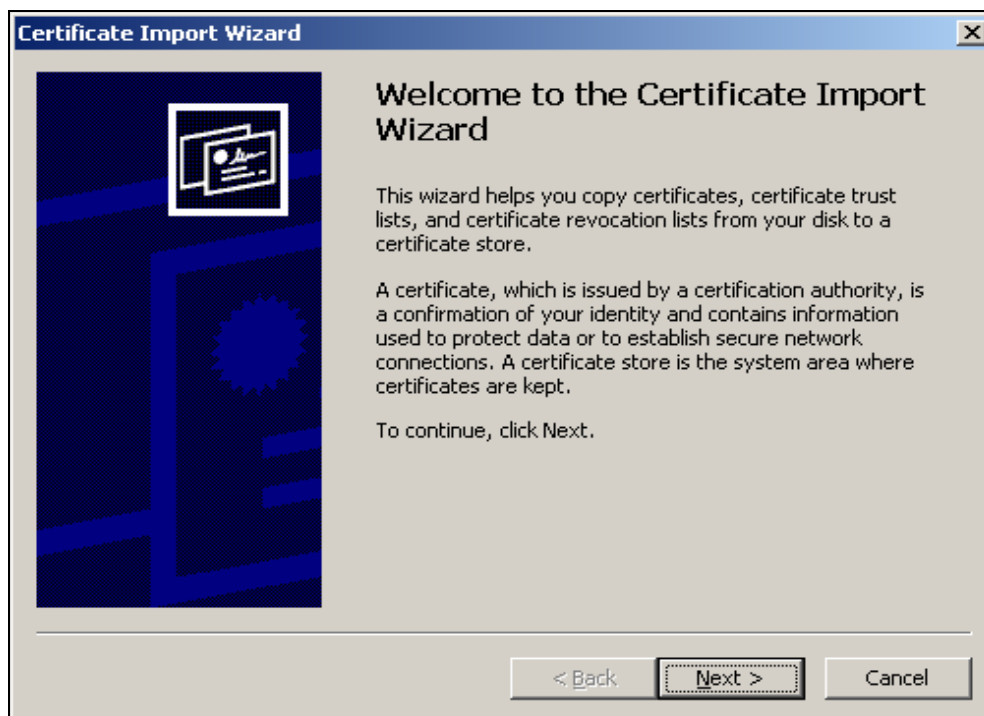 Certificate Import Wizard
Welcome to the Certificate Import
Wizard
This wizard helps you copy certificates, certificate trust
lists, and certificate revocation lists from your disk to a
certificate store.
A certificate, which is issued by a certification authority, is
a confirmation of your identity and contains information
used to protect data or to establish secure network
connections. A certificate store is the system area where
certificates are kept.
To continue, click Next.
< Back
Next >
Cancel